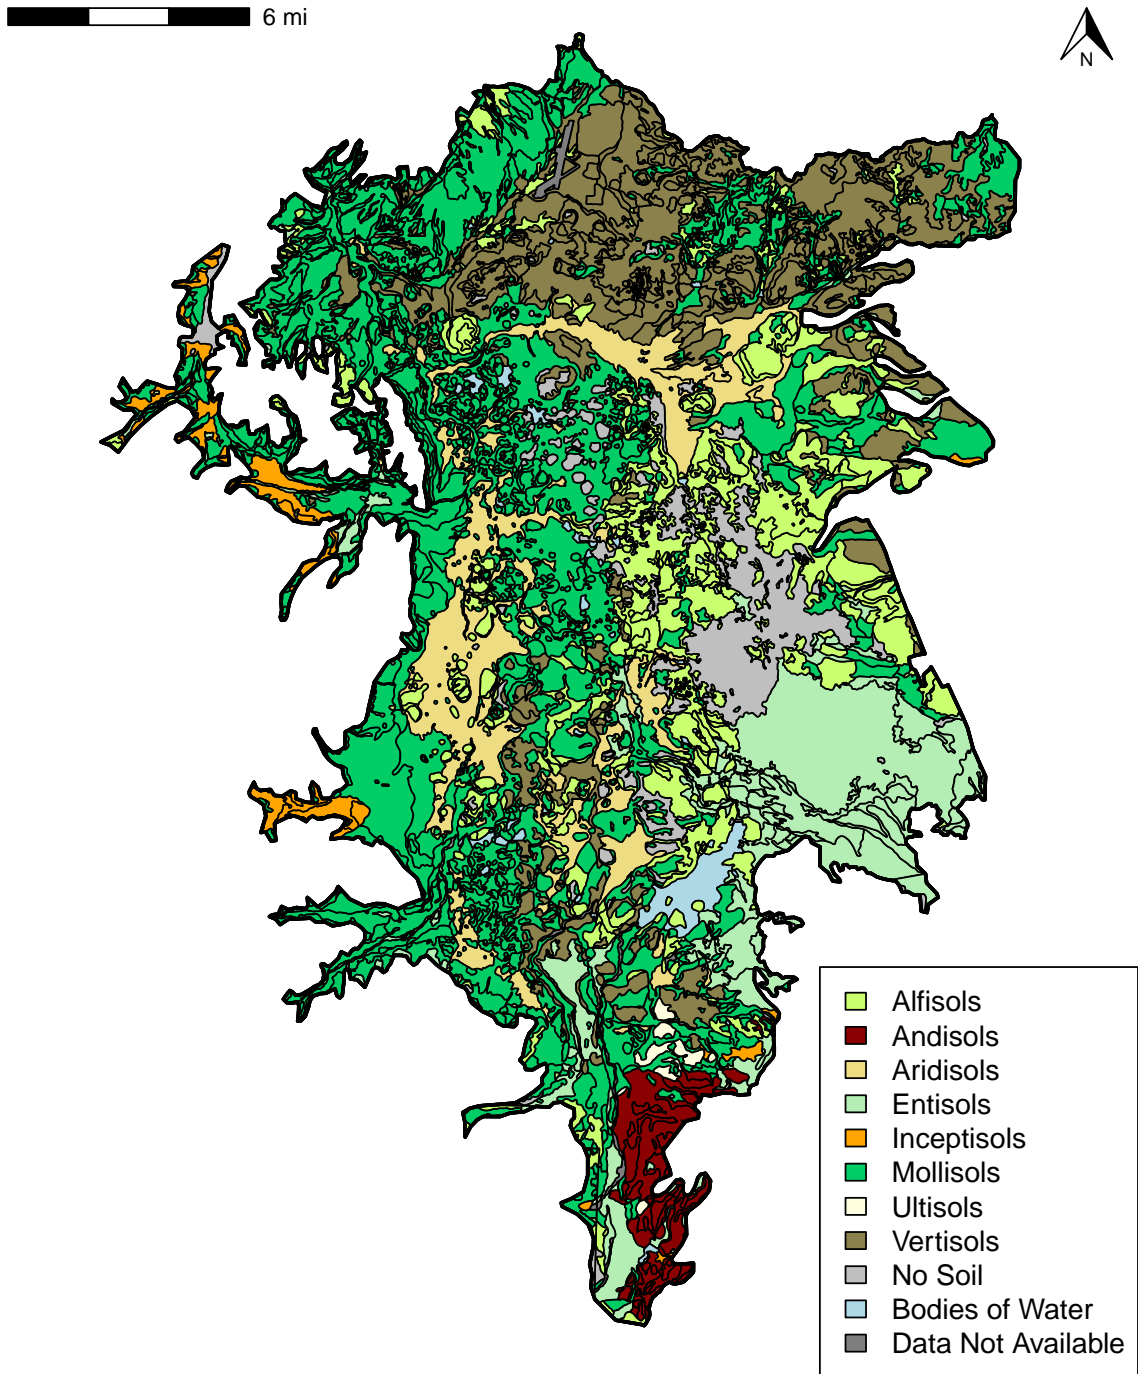 6 mi
N
Alfisols
Andisols
Aridisols
Entisols
Inceptisols
Mollisols
Ultisols
Vertisols
No Soil
Bodies of Water
Data Not Available